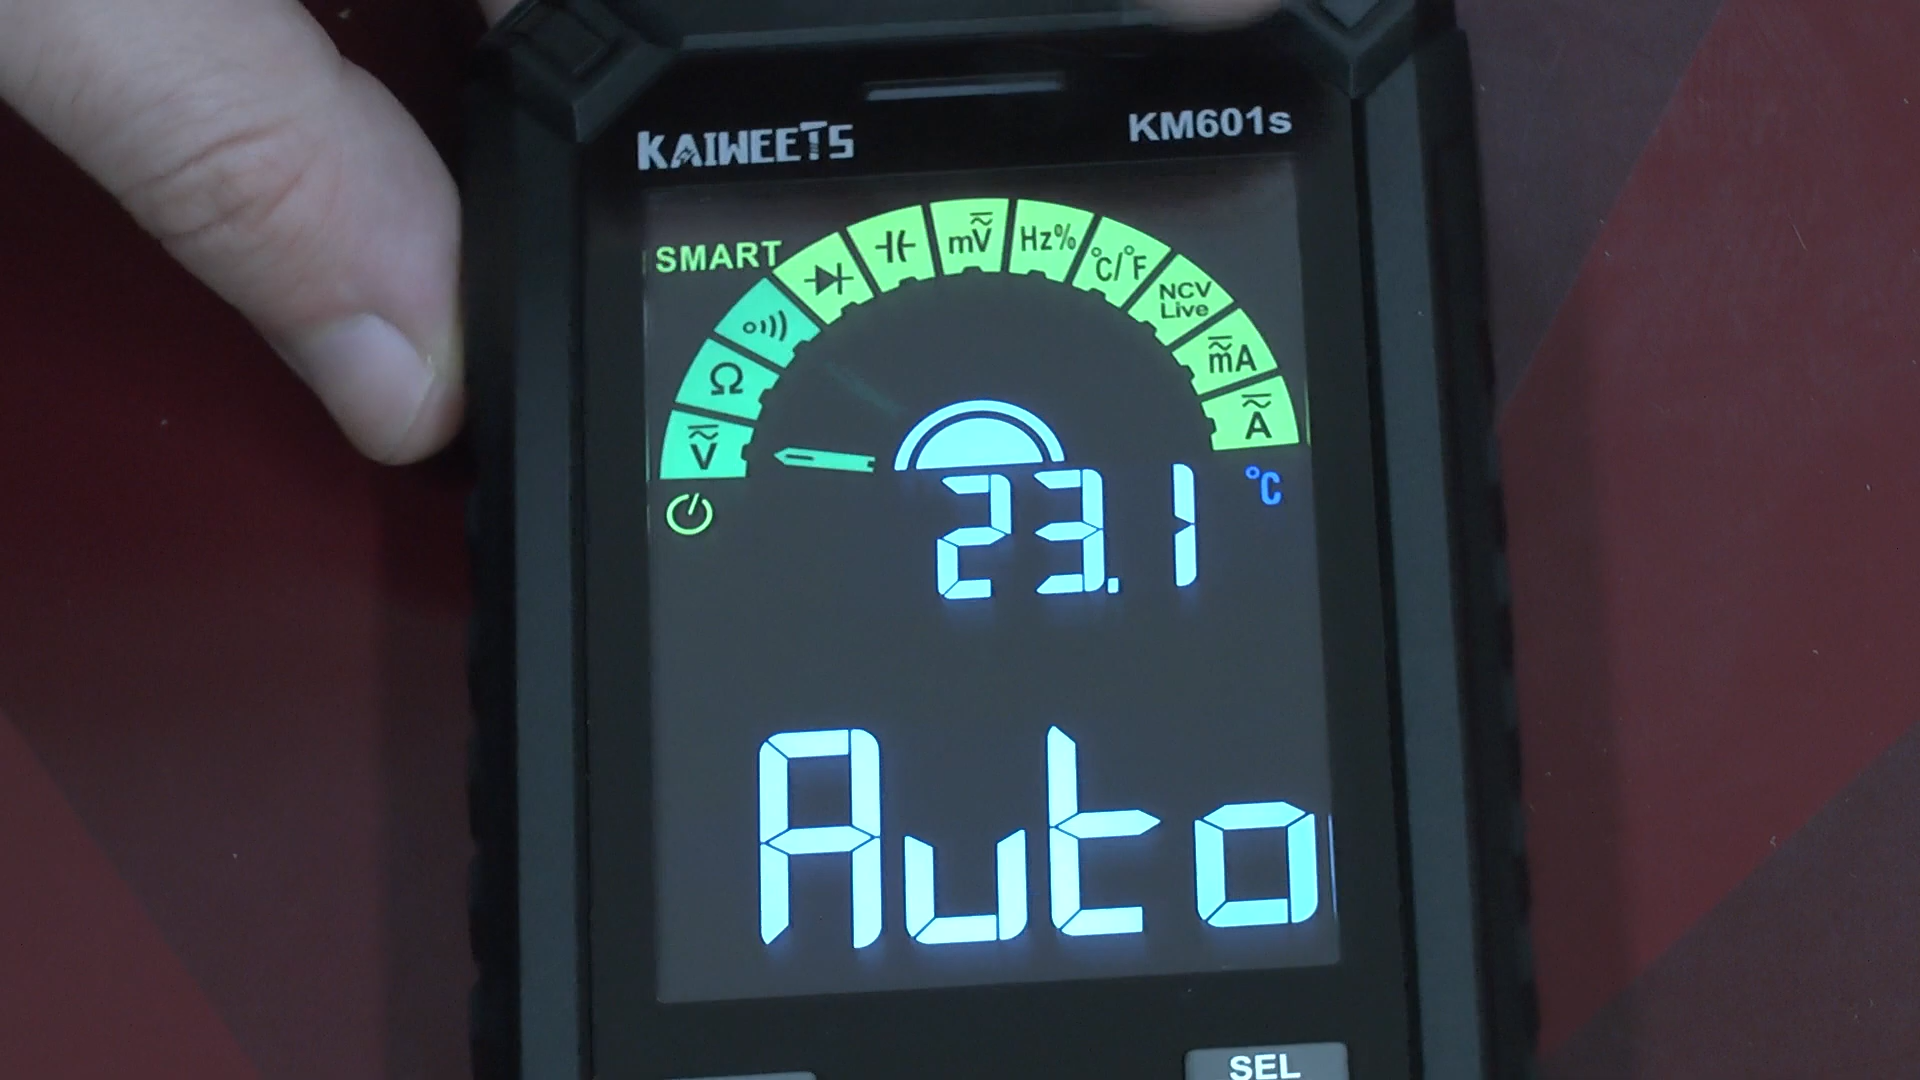 KAIWEETS
KM601s
SMART
mV
Hz%
°C/°F
NCV
Live
mA
A
Ω
V
23.1 °C
Auto
SEL